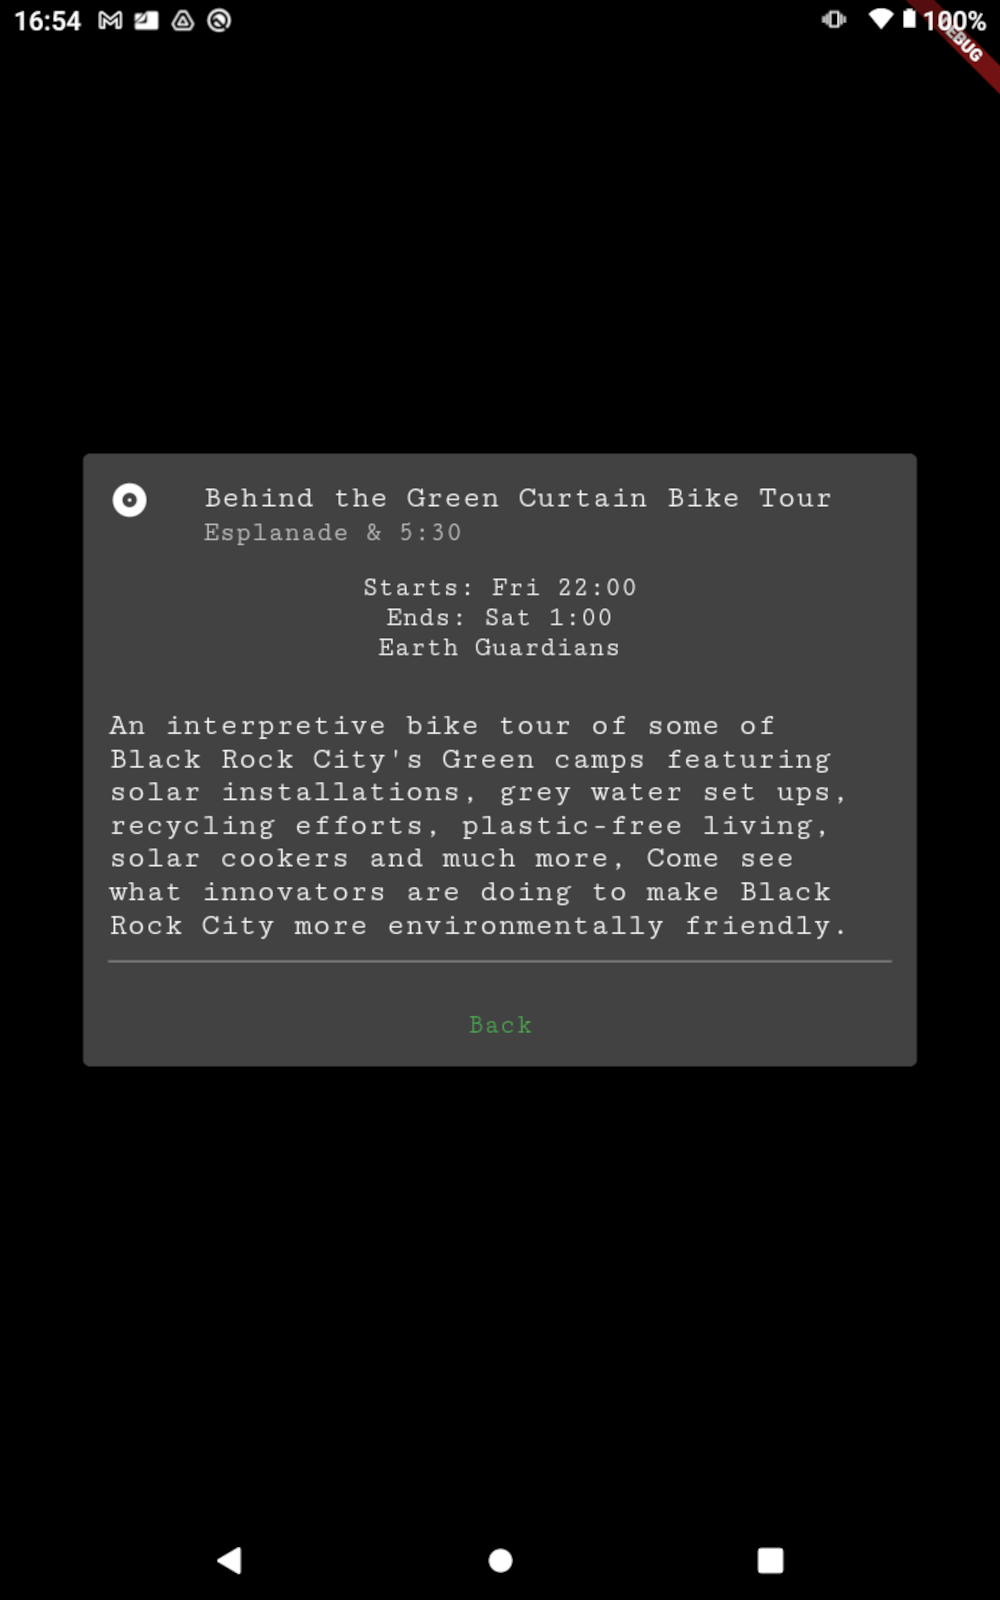 16:54
100%
DEBUG
Behind the Green Curtain Bike Tour
Esplanade & 5:30
Starts: Fri 22:00
Ends: Sat 1:00
Earth Guardians
An interpretive bike tour of some of
Black Rock City's Green camps featuring
solar installations, grey water set ups,
recycling efforts, plastic-free living,
solar cookers and much more, Come see
what innovators are doing to make Black
Rock City more environmentally friendly.
Back